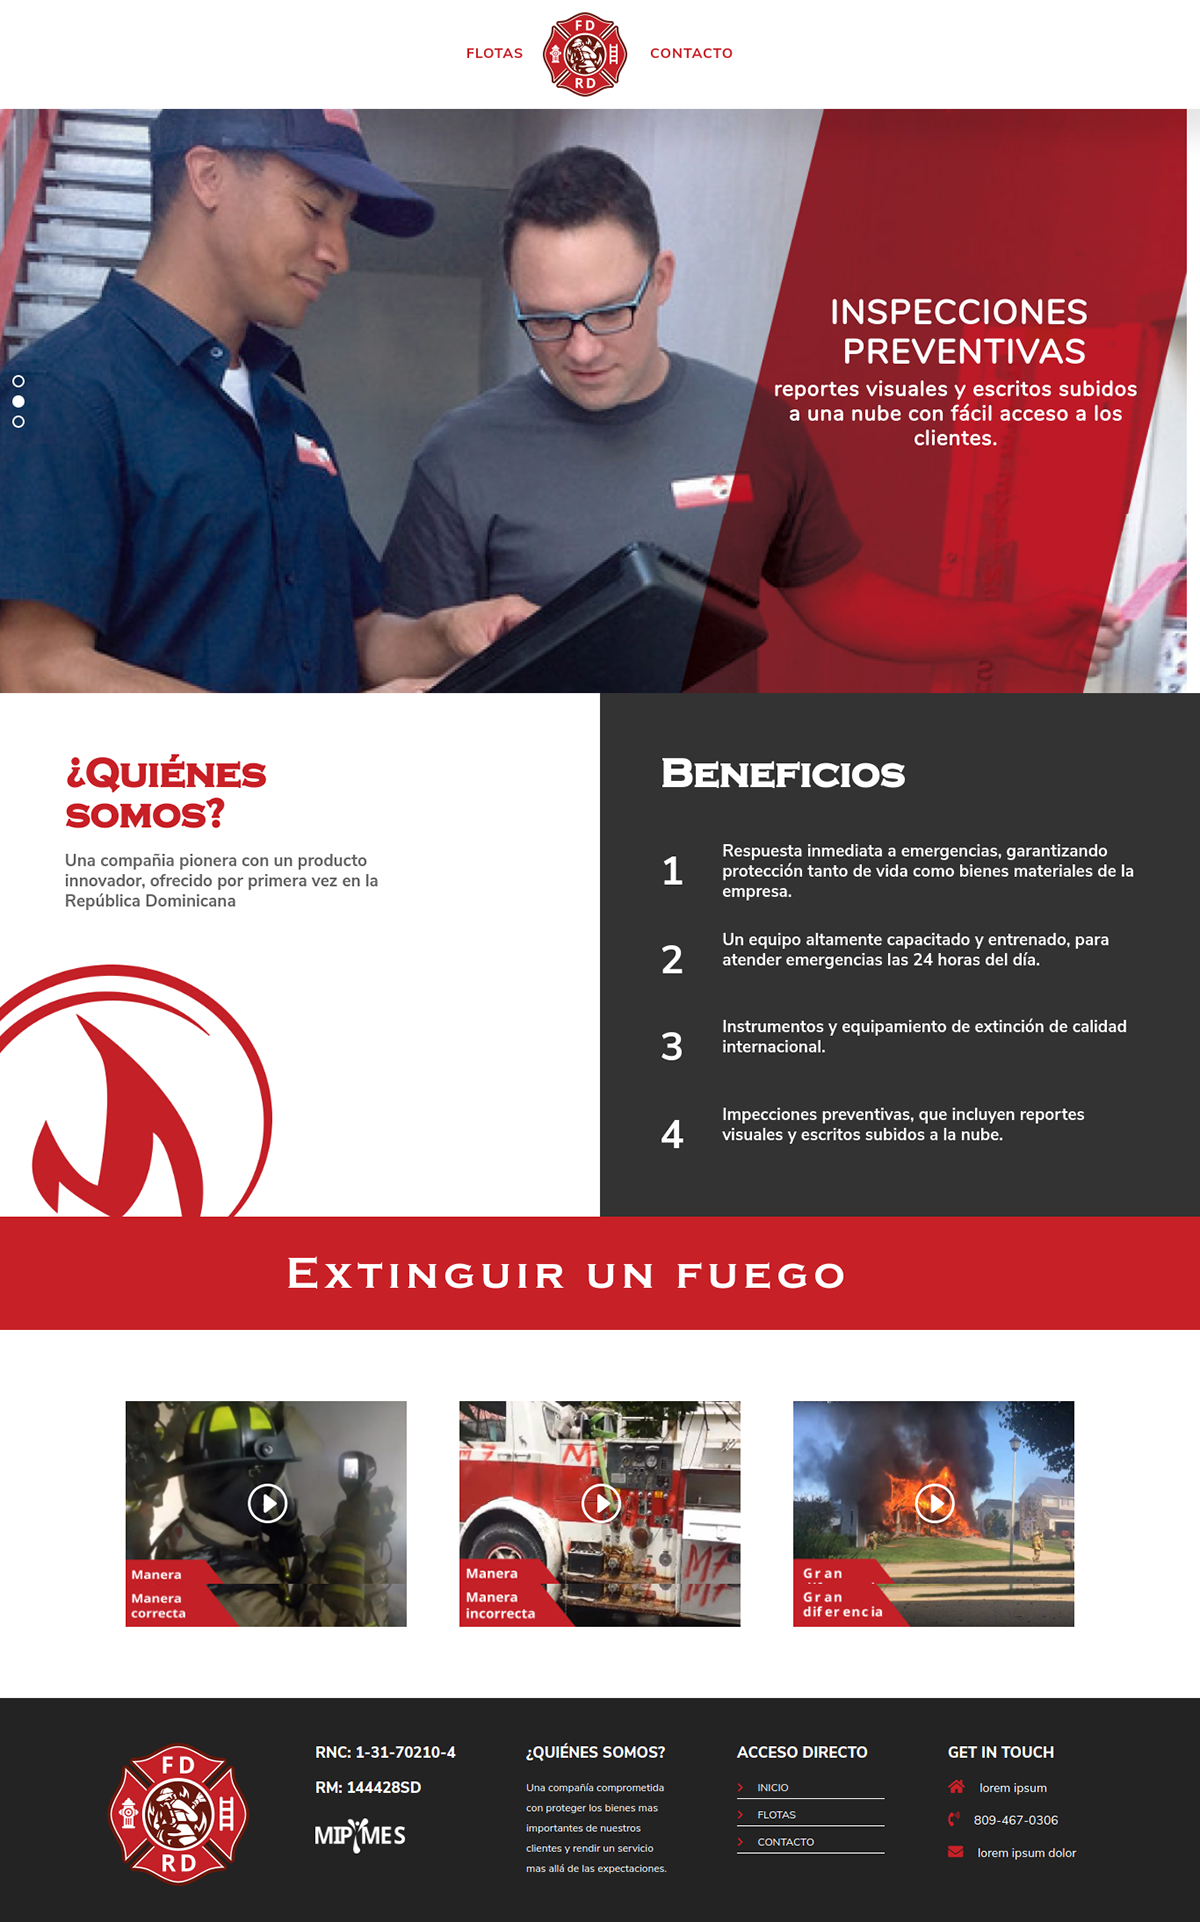 FLOTAS
FD
RD
CONTACTO
INSPECCIONES
PREVENTIVAS
reportes visuales y escritos subidos
a una nube con fácil acceso a los
clientes.
¿Quiénes
somos?
Una compañia pionera con un producto
innovador, ofrecido por primera vez en la
República Dominicana
Beneficios
1
Respuesta inmediata a emergencias, garantizando
protección tanto de vida como bienes materiales de la
empresa.
2
Un equipo altamente capacitado y entrenado, para
atender emergencias las 24 horas del día.
3
Instrumentos y equipamiento de extinción de calidad
internacional.
4
Impecciones preventivas, que incluyen reportes
visuales y escritos subidos a la nube.
Extinguir un fuego
Manera
Manera
correcta
M7
Manera
Manera
incorrecta
M7
Gran
Gran
diferencia
FD
RD
RNC: 1-31-70210-4
RM: 144428SD
MIPYMES
¿QUIÉNES SOMOS?
Una compañía comprometida
con proteger los bienes mas
importantes de nuestros
clientes y rendir un servicio
mas allá de las expectaciones.
ACCESO DIRECTO
INICIO
FLOTAS
CONTACTO
GET IN TOUCH
lorem ipsum
809-467-0306
lorem ipsum dolor